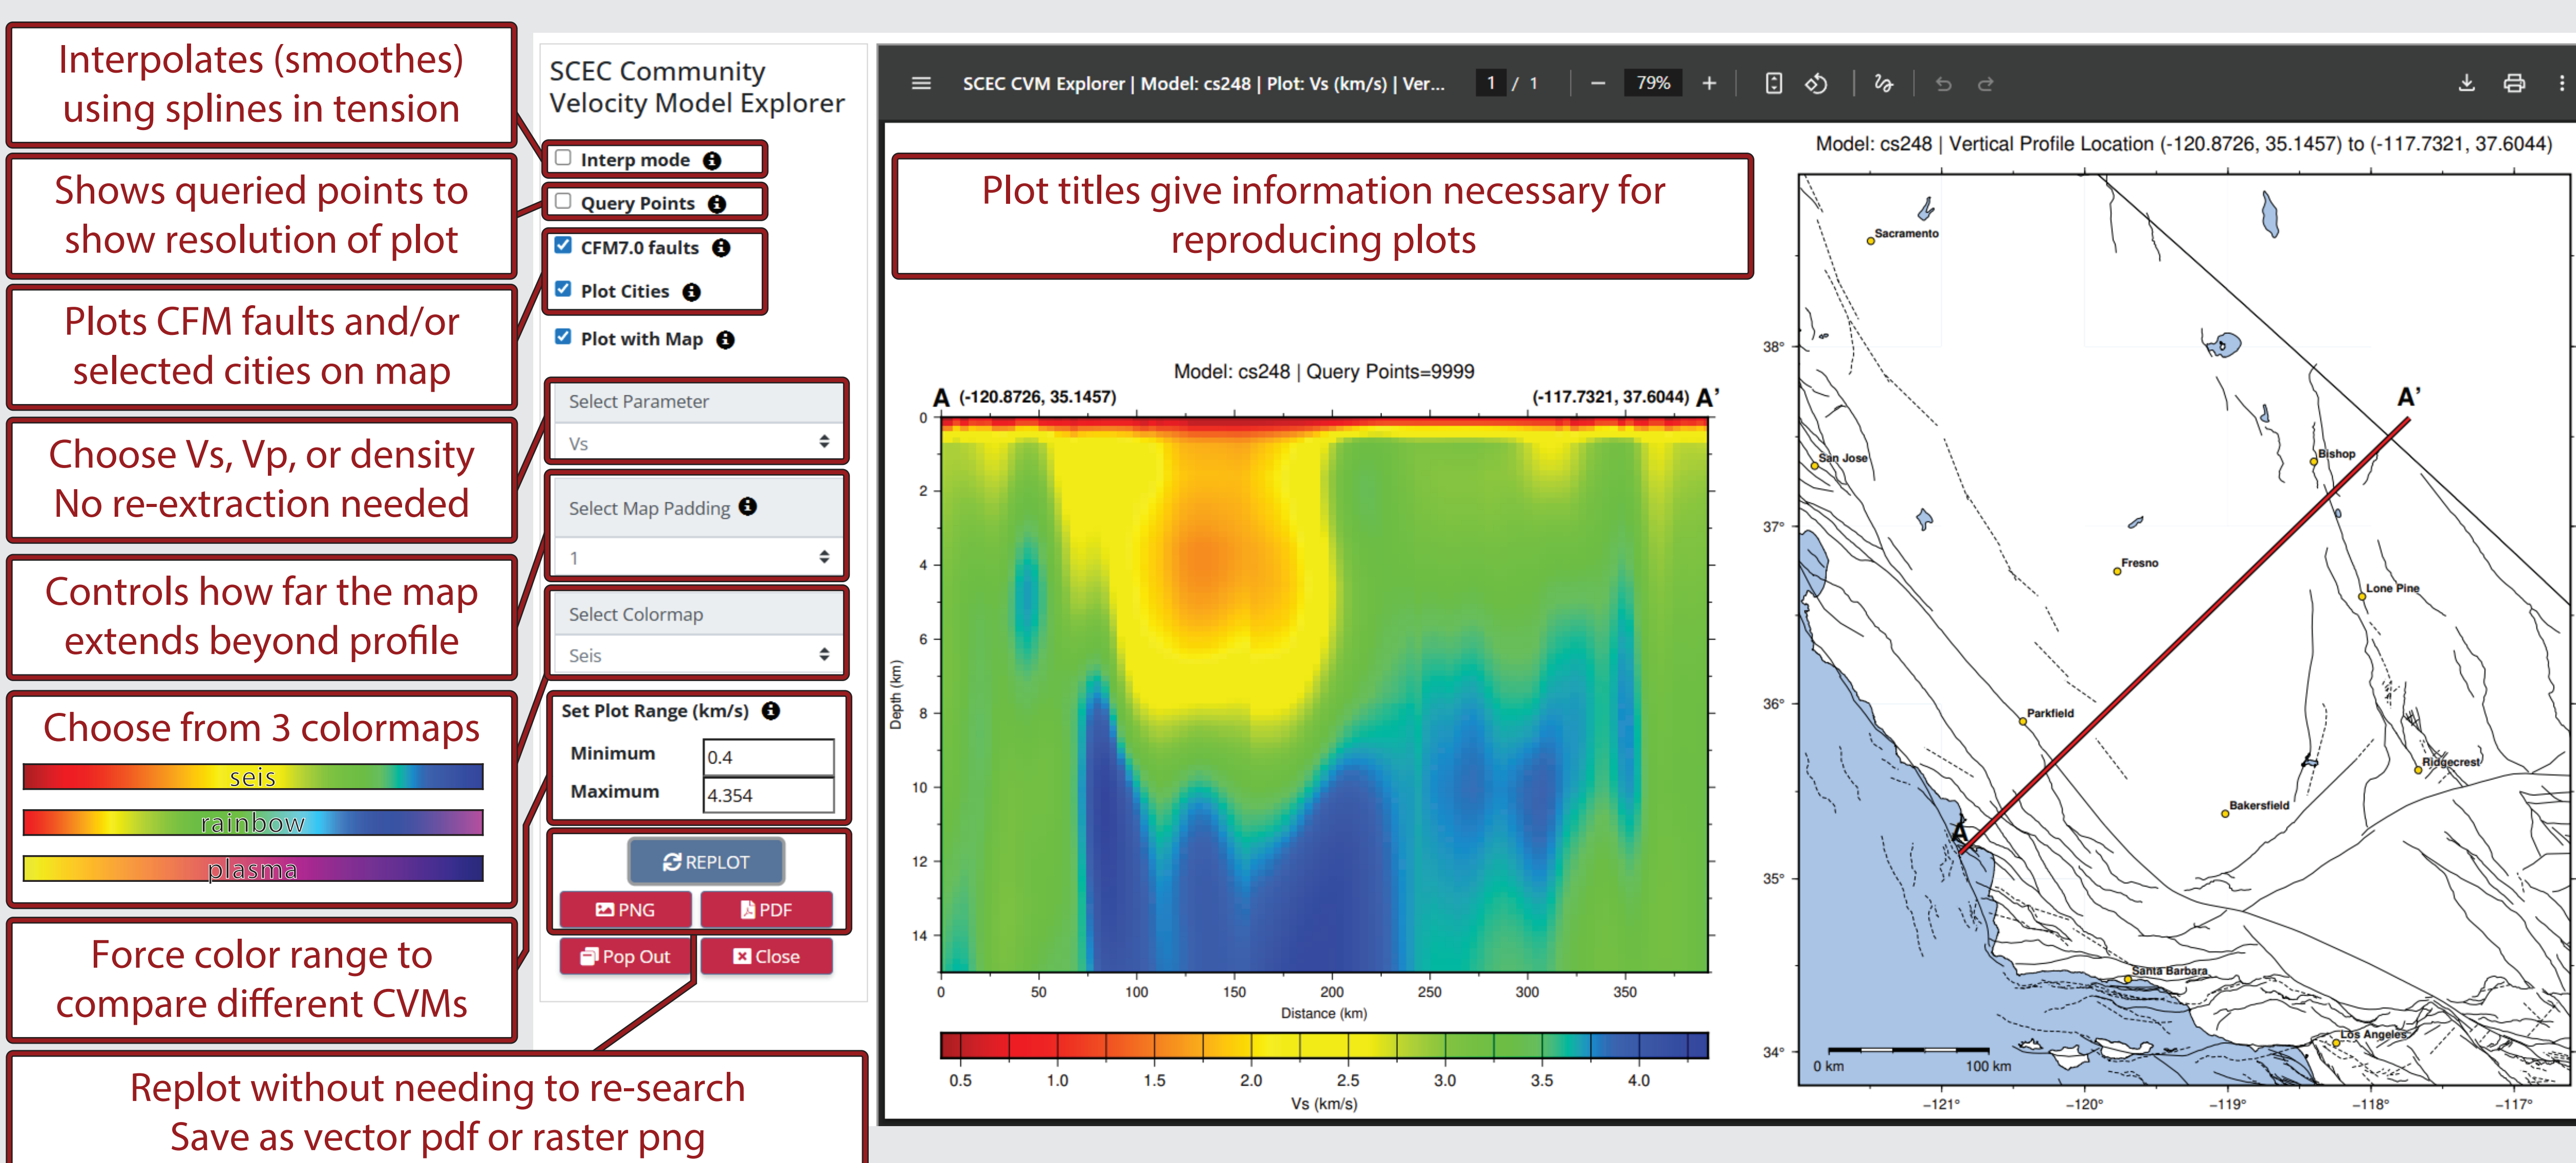 Interpolates (smoothes)
using splines in tension
Shows queried points to
show resolution of plot
Plots CFM faults and/or
selected cities on map
Choose Vs, Vp, or density
No re-extraction needed
Controls how far the map
extends beyond profile
Choose from 3 colormaps
seis
rainbow
plasma
Force color range to
compare different CVMs
Replot without needing to re-search
Save as vector pdf or raster png
SCEC Community
Velocity Model Explorer
Interp mode
Query Points
CFM7.0 faults
Plot Cities
Plot with Map
Select Parameter
Vs
Select Map Padding
1
Select Colormap
Seis
Set Plot Range (km/s)
Minimum 0.4
Maximum 4.354
REPLOT
PNG PDF
Pop Out Close
SCEC CVM Explorer | Model: cs248 | Plot: Vs (km/s) | Ver... 1 / 1 79%
Plot titles give information necessary for
reproducing plots
Model: cs248 | Query Points=9999
A (-120.8726, 35.1457) (-117.7321, 37.6044) A'
0
2
4
6
8
10
12
14
Depth (km)
0 50 100 150 200 250 300 350
Distance (km)
0.5 1.0 1.5 2.0 2.5 3.0 3.5 4.0
Vs (km/s)
Model: cs248 | Vertical Profile Location (-120.8726, 35.1457) to (-117.7321, 37.6044)
Sacramento
38°
A'
San Jose
Bishop
37°
Fresno
Lone Pine
36°
Parkfield
Ridgecrest
Bakersfield
A
35°
Santa Barbara
Los Angeles
34°
0 km 100 km
−121° −120° −119° −118° −117°